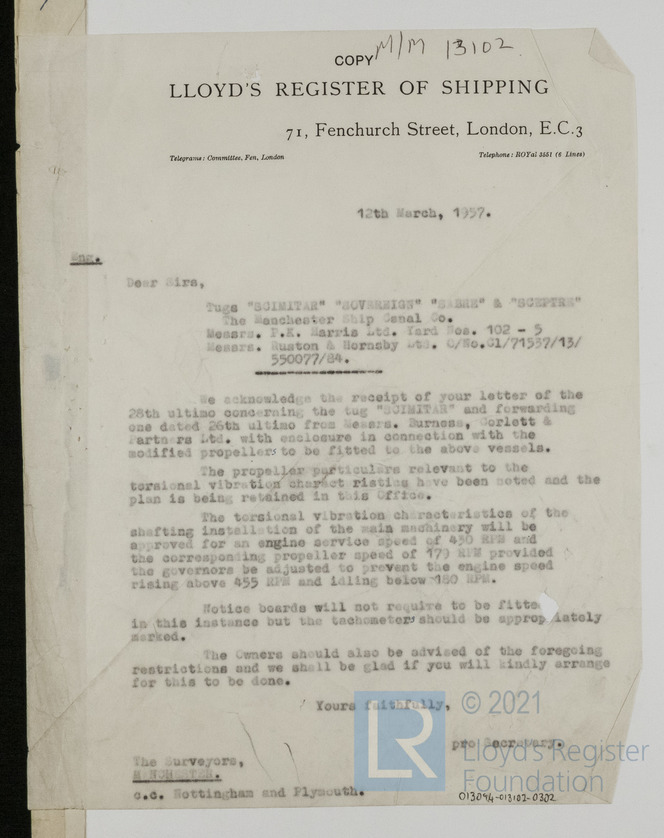 M/M 13102
COPY
LLOYD'S REGISTER OF SHIPPING
71, Fenchurch Street, London, E.C.3
Telegrams: Committee, Fen, London
Telephone: ROYal 3551 (6 Lines)
12th March, 1957.
Eng.
Dear Sirs,
Tugs "SCIMITAR" "SOVEREIGN" "SABRE" & "SCEPTRE"
The Manchester Ship Canal Co.
Messrs. P.K. Harris Ltd. Yard Nos. 102 - 5
Messrs. Ruston & Hornsby Ltd. O/No.C1/71537/13/
550077/84.
We acknowledge the receipt of your letter of the
28th ultimo concerning the tug "SCIMITAR" and forwarding
one dated 26th ultimo from Messrs. Burness, Corlett &
Partners Ltd. with enclosure in connection with the
modified propellers to be fitted to the above vessels.
The propeller particulars relevant to the
torsional vibration charact ristics have been noted and the
plan is being retained in this Office.
The torsional vibration characteristics of the
shafting installation of the main machinery will be
approved for an engine service speed of 450 RPM and
the corresponding propeller speed of 179 RPM provided
the governors be adjusted to prevent the engine speed
rising above 455 RPM and idling below 180 RPM.
Notice boards will not require to be fitte
in this instance but the tachometers should be approp iately
marked.
The Owners should also be advised of the foregoing
restrictions and we shall be glad if you will kindly arrange
for this to be done.
Yours faithfully,
pro Secretary.
The Surveyors,
MANCHESTER.
c.c. Nottingham and Plymouth.
LR
© 2021
Lloyd's Register
Foundation
013094-013102-0302